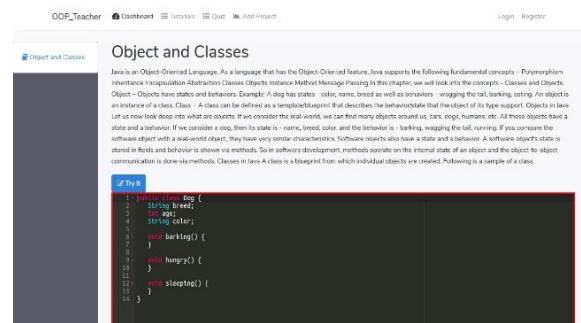 OOP_Teacher Dashboard Tutorials Quiz Add Project Login Register
Object and Classes
Object and Classes
Java is an Object-Oriented Language. As a language that has the Object-Oriented feature, Java supports the following fundamental concepts - Polymorphism
Inheritance Encapsulation Abstraction Classes Objects Instance Method Message Passing In this chapter, we will look into the concepts - Classes and Objects
Object - Objects have states and behaviors. Example: A dog has states - color, name, breed as well as behaviors - wagging the tail, barking, eating. An object is
an instance of a class. Class - A class can be defined as a template/blueprint that describes the behavior/state that the object of its type support. Objects in Java
Let us now look deep into what are objects. If we consider the real-world, we can find many objects around us, cars, dogs, humans, etc. All these objects have a
state and a behavior. If we consider a dog, then its state is - name, breed, color, and the behavior is - barking, wagging the tail, running. If you compare the
software object with a real-world object, they have very similar characteristics. Software objects also have a state and a behavior. A software object's state is
stored in fields and behavior is shown via methods. So in software development, methods operate on the internal state of an object and the object-to-object
communication is done via methods. Classes in Java A class is a blueprint from which individual objects are created. Following is a sample of a class.
Try It
1 public class Dog {
2 String breed;
3 int age;
4 String color;
5
6 void barking() {
7 }
8
9 void hungry() {
10 }
11
12 void sleeping() {
13 }
14 }